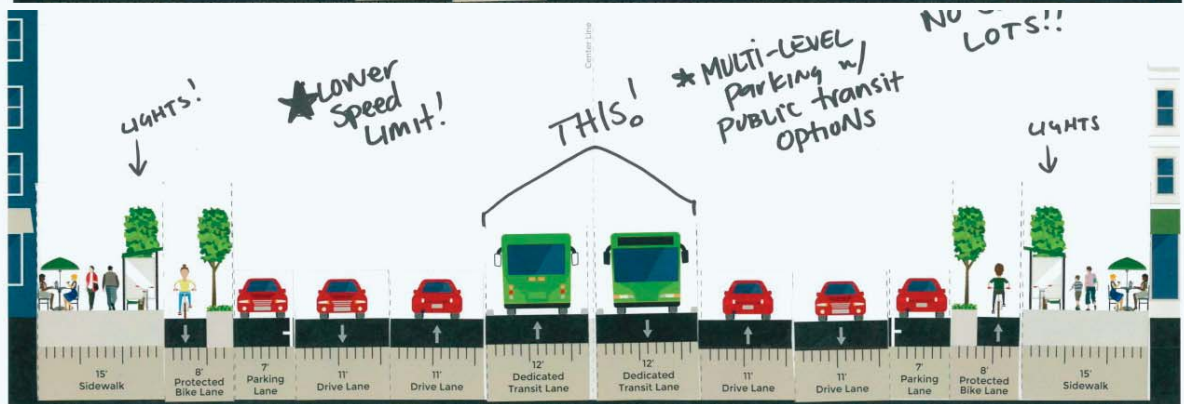 Center Line
NO
LOTS!!
LIGHTS!
★LOWER
Speed
LIMIT!
THIS!
* MULTI-LEVEL
Parking w/
PUBLIC transit
OPTIONS
LIGHTS
15'
Sidewalk
8'
Protected
Bike Lane
7'
Parking
Lane
11'
Drive Lane
11'
Drive Lane
12'
Dedicated
Transit Lane
12'
Dedicated
Transit Lane
11'
Drive Lane
11'
Drive Lane
7'
Parking
Lane
8'
Protected
Bike Lane
15'
Sidewalk